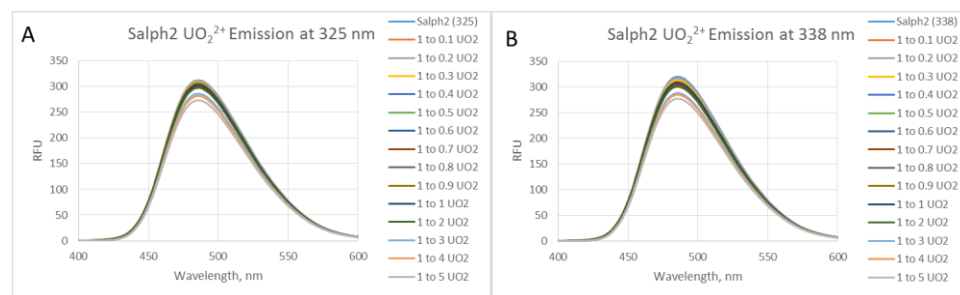 A
Salph2 UO₂²⁺ Emission at 325 nm
350
300
250
200
150
100
50
0
RFU
400
450
500
550
600
Wavelength, nm
Salph2 (325)
1 to 0.1 UO2
1 to 0.2 UO2
1 to 0.3 UO2
1 to 0.4 UO2
1 to 0.5 UO2
1 to 0.6 UO2
1 to 0.7 UO2
1 to 0.8 UO2
1 to 0.9 UO2
1 to 1 UO2
1 to 2 UO2
1 to 3 UO2
1 to 4 UO2
1 to 5 UO2
B
Salph2 UO₂²⁺ Emission at 338 nm
350
300
250
200
150
100
50
0
RFU
400
450
500
550
600
Wavelength, nm
Salph2 (338)
1 to 0.1 UO2
1 to 0.2 UO2
1 to 0.3 UO2
1 to 0.4 UO2
1 to 0.5 UO2
1 to 0.6 UO2
1 to 0.7 UO2
1 to 0.8 UO2
1 to 0.9 UO2
1 to 1 UO2
1 to 2 UO2
1 to 3 UO2
1 to 4 UO2
1 to 5 UO2